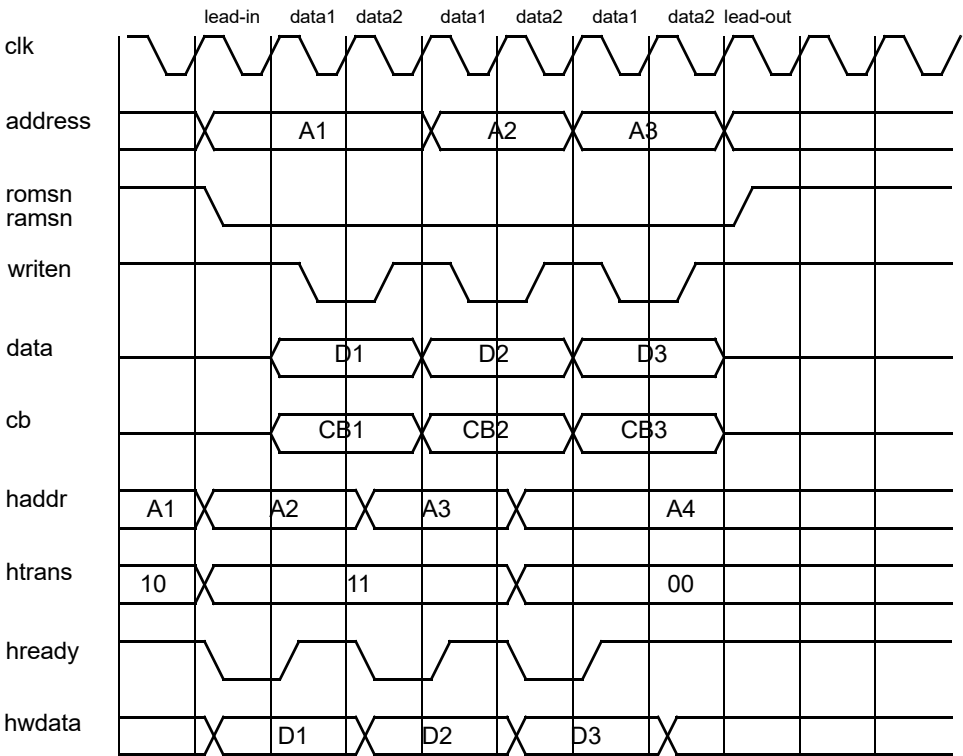 lead-in data1 data2 data1 data2 data1 data2 lead-out
clk
address A1 A2 A3
romsn
ramsn
writen
data D1 D2 D3
cb CB1 CB2 CB3
haddr A1 A2 A3 A4
htrans 10 11 00
hready
hwdata D1 D2 D3